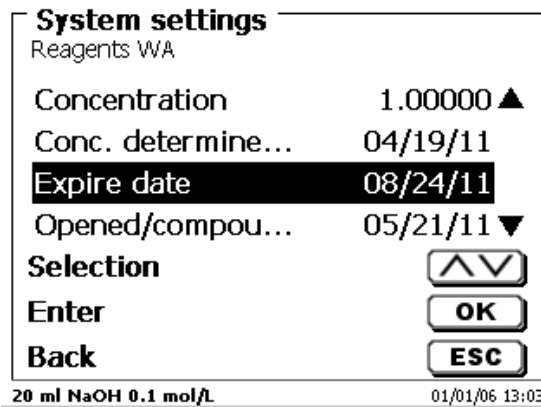 System settings
Reagents WA
Concentration 1.00000 ▲
Conc. determine... 04/19/11
Expire date 08/24/11
Opened/compou... 05/21/11 ▼
Selection
Enter OK
Back ESC
20 ml NaOH 0.1 mol/L 01/01/06 13:03